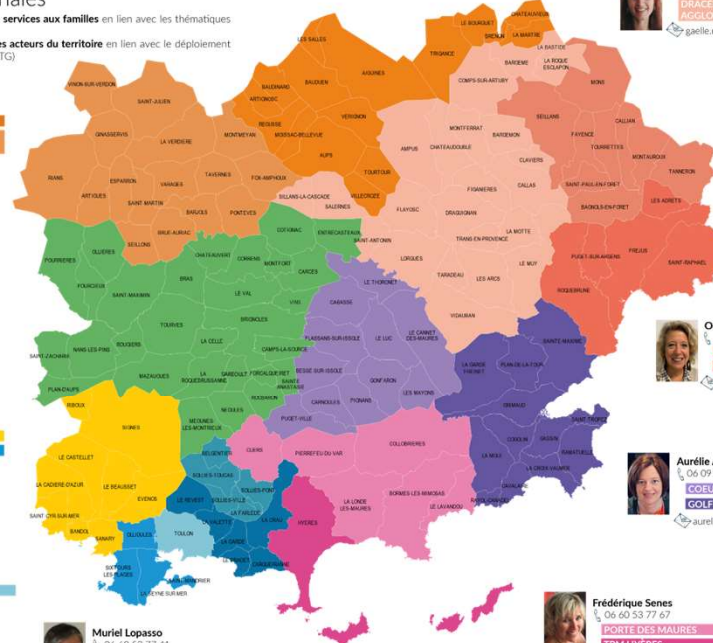 services aux familles en lien avec les thématiques
acteurs du territoire en lien avec le déploiement
TG)
DRACE
AGGLO
gaelle.
CHATEAUVIEUX
LE BOURGUET
BRENON
LA MARTRE
LES SALLES
TRIGANCE
LA BASTIDE
BARGEME
LA ROQUE
ESCLAPON
AIGUINES
COMPS-SUR-ARTUBY
MONS
VINON-SUR-VERDON
BAUDINARD
BAUDUEN
SAINT-JULIEN
ARTIGNOSC
VERIGNON
SEILLANS
CALLIAN
REGUSSE
MONTFERRAT
BARGEMON
FAYENCE
GINASSERVIS
LA VERDIERE
MONTMEYAN
MOISSAC-BELLEVUE
AMPUS
CHATEAUDOUBLE
TOURRETTES
AUPS
CLAVIERS
MONTAUROUX
RIANS
ESPARRON
VARAGES
TAVERNES
FOX-AMPHOUX
TOURTOUR
TANNERON
ARTIGUES
SILLANS-LA-CASCADE
VILLECROZE
FIGANIERES
CALLAS
SAINT-PAUL-EN-FORET
SAINT MARTIN
BARJOLS
PONTEVES
SALERNES
FLAYOSC
DRAGUIGNAN
BAGNOLS-EN-FORET
LES ADRETS
BRUE-AURIAC
COTIGNAC
ENTRECASTEAUX
SAINT-ANTONIN
TRANS-EN-PROVENCE
LA MOTTE
SEILLONS
OLLIERES
CHATEAUVERT
CORRENS
MONTFORT
LORGUES
LE MUY
PUGET-SUR-ARGENS
FREJUS
SAINT-RAPHAEL
POURRIERES
CARCES
TARADEAU
LES ARCS
BRAS
LE THORONET
ROQUEBRUNE
POURCIEUX
SAINT-MAXIMIN
LE VAL
VINS
CABASSE
VIDAUBAN
TOURVES
BRIGNOLES
FLASSANS-SUR-ISSOLE
LE LUC
LE CANNET
DES-MAURES
SAINTE-MAXIME
SAINT-ZACHARIE
NANS-LES-PINS
ROUGIERS
LA CELLE
CAMPS-LA-SOURCE
LA GARDE
FREINET
PLAN-DE-LA-TOUR
MAZAUGUES
LA
ROQUEBRUSSANNE
GAREOULT
FORCALQUEIRET
SAINTE
ANASTASIE
BESSE-SUR-ISSOLE
GONFARON
PLAN-D'AUPS
ROCBARON
CARNOULES
PIGNANS
LES MAYONS
GRIMAUD
RIBOUX
NEOULES
PUGET-VILLE
SAINT-TROPEZ
SIGNES
MEOUNES
LES-MONTRIEUX
COGOLIN
GASSIN
BELGENTIER
CUERS
PIERREFEU-DU-VAR
COLLOBRIERES
LA MOLE
RAMATUELLE
LE CASTELLET
SOLLIES-TOUCAS
LA CROIX-VALMER
LA CADIERE-D'AZUR
LE BEAUSSET
SOLLIES-PONT
CAVALAIRE
EVENOS
LE REVEST
SOLLIES-VILLE
LA LONDE
LES-MAURES
BORMES-LES-MIMOSAS
RAYOL-CANADEL
SAINT-CYR-SUR-MER
LA FARLEDE
LE LAVANDOU
LA VALETTE
LA CRAU
HYERES
BANDOL
SANARY
OLLIOULES
TOULON
LA GARDE
LE PRADET
CARQUEIRANNE
SIX-FOURS
LES-PLAGES
SAINT-MANDRIER
LA SEYNE SUR MER
Aurélie
06 09
COEU
GOLF
aurel
Frédérique Senes
06 60 53 77 67
PORTE DES MAURES
Muriel Lopasso